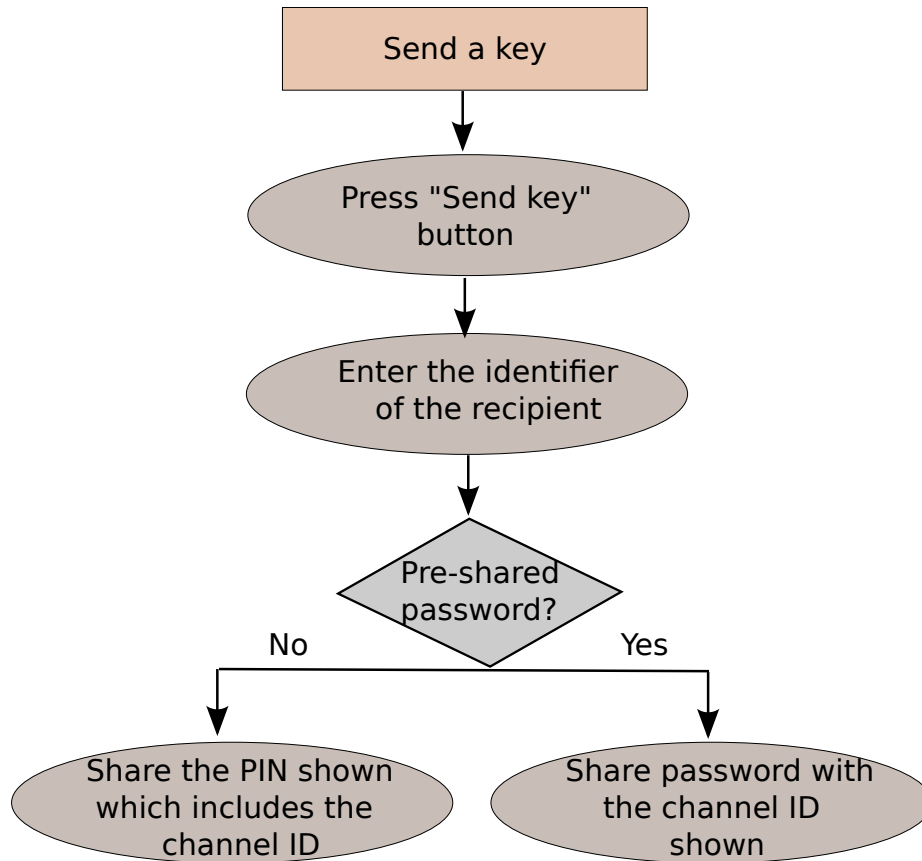 Send a key
Press "Send key"
button
Enter the identifier
of the recipient
Pre-shared
password?
No
Yes
Share the PIN shown
which includes the
channel ID
Share password with
the channel ID
shown